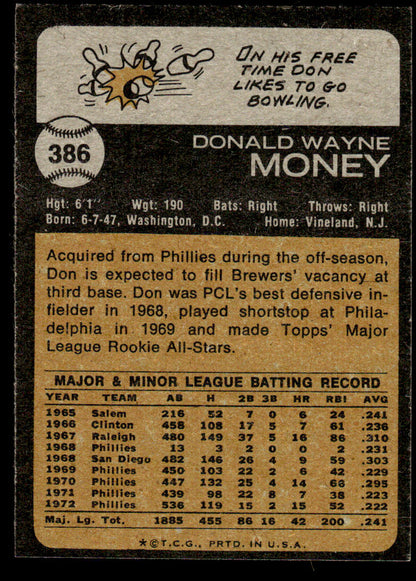 ON HIS FREE
TIME DON
LIKES TO GO
BOWLING.
386
DONALD WAYNE
MONEY
Hgt: 6'1" Wgt: 190 Bats: Right Throws: Right
Born: 6-7-47, Washington, D.C. Home: Vineland, N.J.
Acquired from Phillies during the off-season,
Don is expected to fill Brewers' vacancy at
third base. Don was PCL's best defensive in-
fielder in 1968, played shortstop at Phila-
delphia in 1969 and made Topps' Major
League Rookie All-Stars.
MAJOR & MINOR LEAGUE BATTING RECORD
YEAR TEAM AB H 2B 3B HR RBI AVG
1965 Salem 216 52 7 0 6 24 .241
1966 Clinton 458 108 17 5 7 61 .236
1967 Raleigh 480 149 37 5 16 86 .310
1968 Phillies 13 3 2 0 0 2 .231
1968 San Diego 482 146 26 4 9 59 .303
1969 Phillies 450 103 22 2 6 42 .229
1970 Phillies 447 132 25 4 14 66 .295
1971 Phillies 439 98 22 8 7 38 .223
1972 Phillies 536 119 15 2 15 52 .222
Maj. Lg. Tot. 1885 455 86 16 42 200 .241
*©T.C.G., PRTD. IN U.S.A.